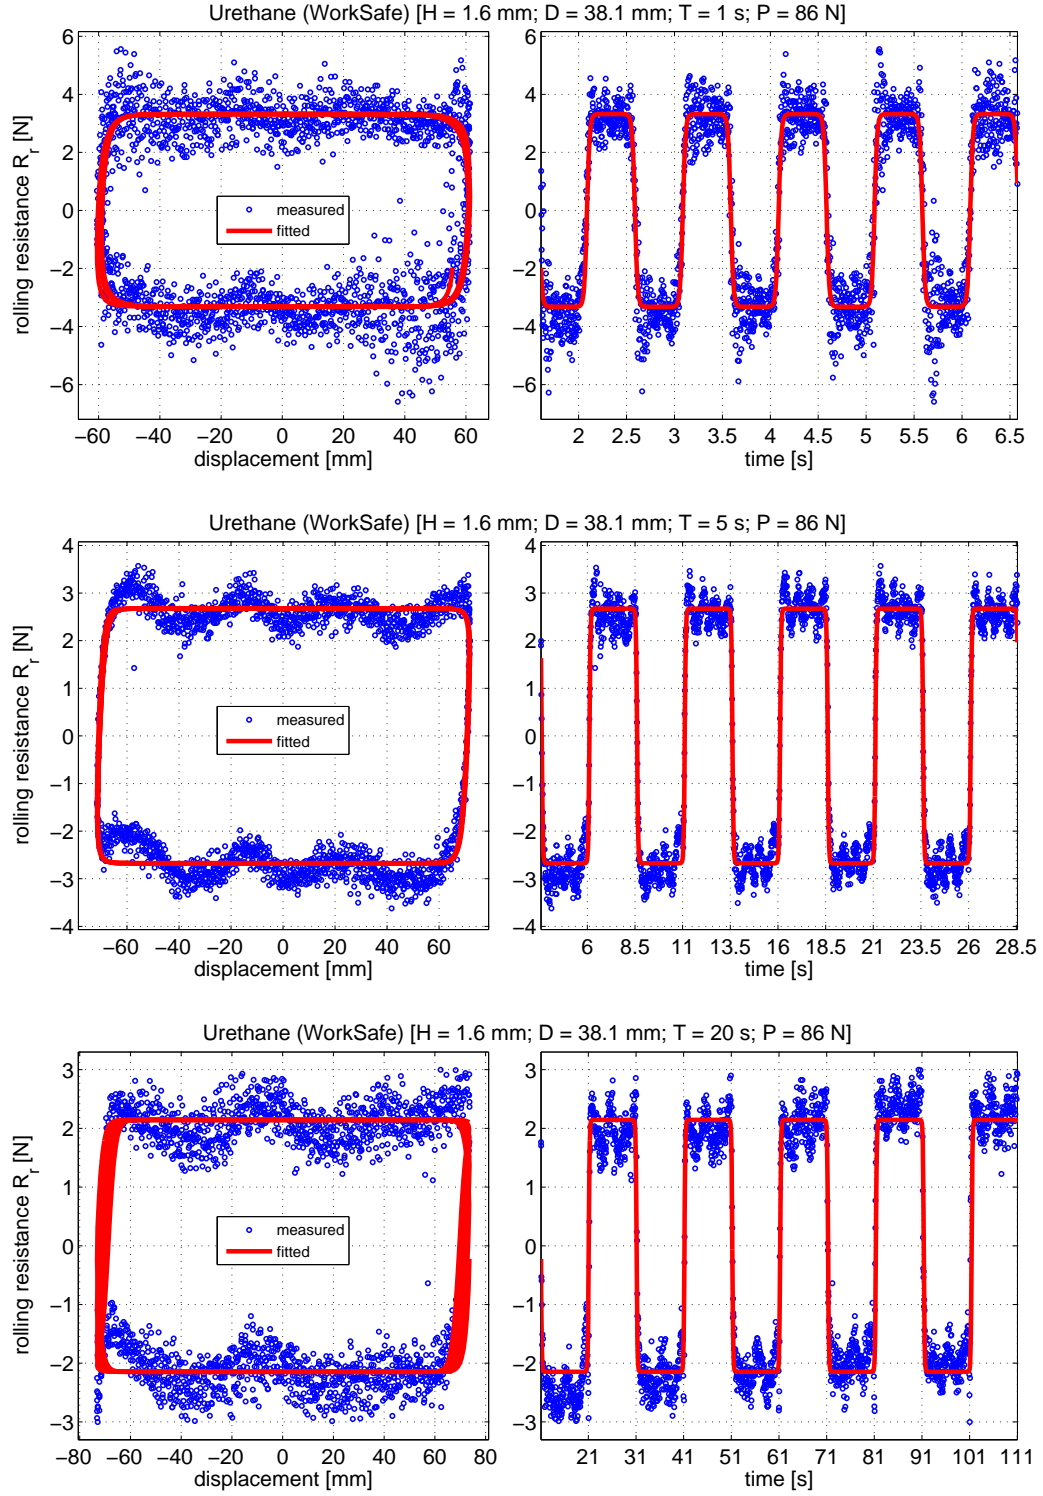 Urethane (WorkSafe) [H = 1.6 mm; D = 38.1 mm; T = 1 s; P = 86 N]
rolling resistance R_r [N]
6
4
2
0
−2
−4
−6
measured
fitted
−60 −40 −20 0 20 40 60
displacement [mm]
6
4
2
0
−2
−4
−6
2 2.5 3 3.5 4 4.5 5 5.5 6 6.5
time [s]
Urethane (WorkSafe) [H = 1.6 mm; D = 38.1 mm; T = 5 s; P = 86 N]
rolling resistance R_r [N]
4
3
2
1
0
−1
−2
−3
−4
measured
fitted
−60 −40 −20 0 20 40 60
displacement [mm]
4
3
2
1
0
−1
−2
−3
−4
6 8.5 11 13.5 16 18.5 21 23.5 26 28.5
time [s]
Urethane (WorkSafe) [H = 1.6 mm; D = 38.1 mm; T = 20 s; P = 86 N]
rolling resistance R_r [N]
3
2
1
0
−1
−2
−3
measured
fitted
−80 −60 −40 −20 0 20 40 60 80
displacement [mm]
3
2
1
0
−1
−2
−3
21 31 41 51 61 71 81 91 101 111
time [s]